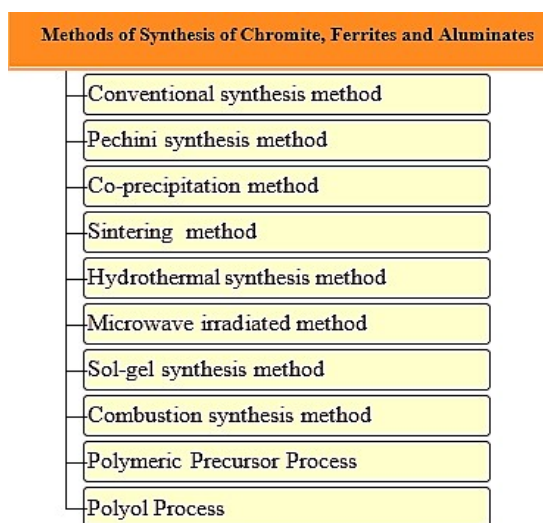 Methods of Synthesis of Chromite, Ferrites and Aluminates
Conventional synthesis method
Pechini synthesis method
Co-precipitation method
Sintering method
Hydrothermal synthesis method
Microwave irradiated method
Sol-gel synthesis method
Combustion synthesis method
Polymeric Precursor Process
Polyol Process